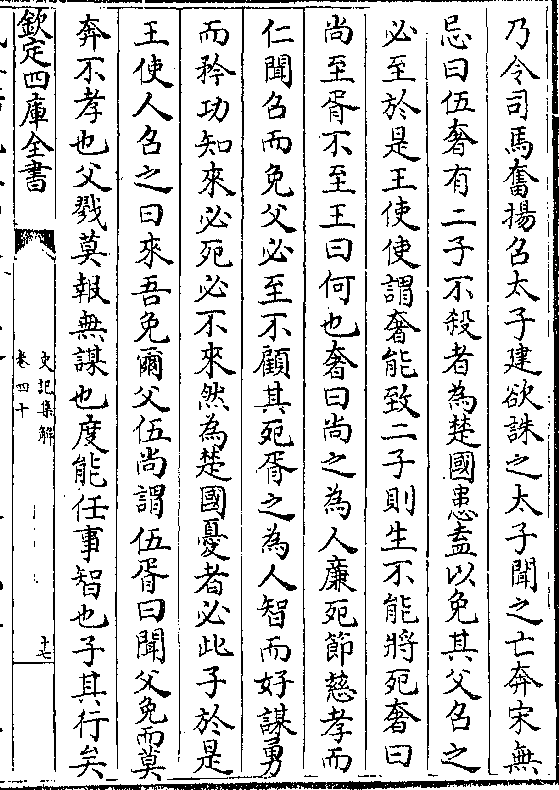 乃令司馬奮揚召太子建欲誅之太子聞之亡奔宋無
忌曰伍奢有二子不殺者為楚國患盍以免其父召之
必至於是王使使謂奢能致二子則生不能將死奢曰
尚至胥不至王曰何也奢曰尚之為人廉死節慈孝而
仁聞召而免父必至不顧其死胥之為人智而好謀勇
而矜功知來必死必不來然為楚國憂者必此子於是
王使人召之曰來吾免爾父伍尚謂伍胥曰聞父免而莫
奔不孝也父戮莫報無謀也度能任事智也子其行矣
欽定四庫全書
史記集解
卷四十
十七